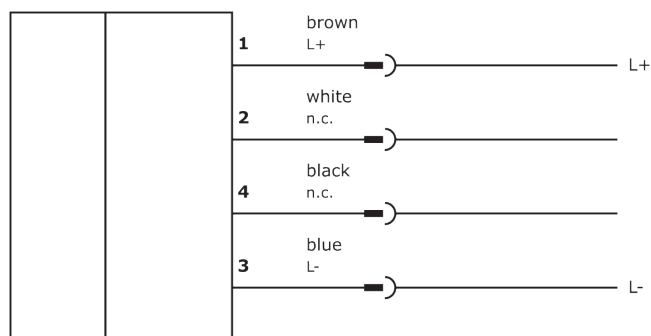 brown
1 L+
L+
white
2 n.c.
black
4 n.c.
blue
3 L-
L-